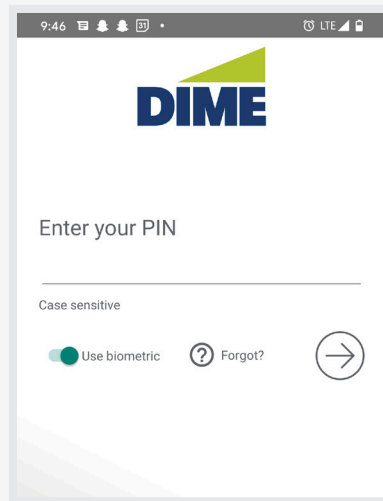 9:46 31 LTE
DIME
Enter your PIN
Case sensitive
Use biometric ? Forgot?